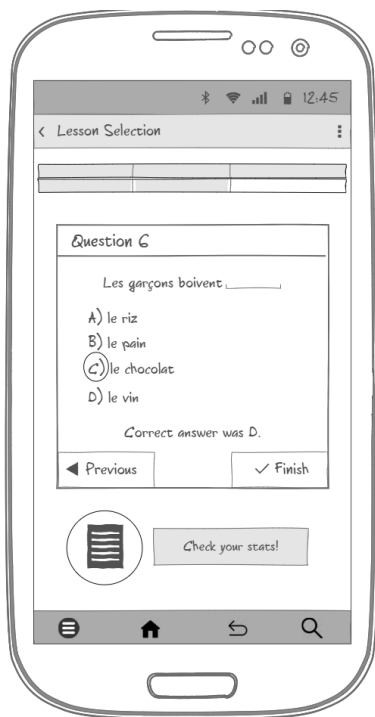 12:45
< Lesson Selection
Question 6
Les garçons boivent ________
A) le riz
B) le pain
C) le chocolat
D) le vin
Correct answer was D.
◀ Previous
✓ Finish
Check your stats!